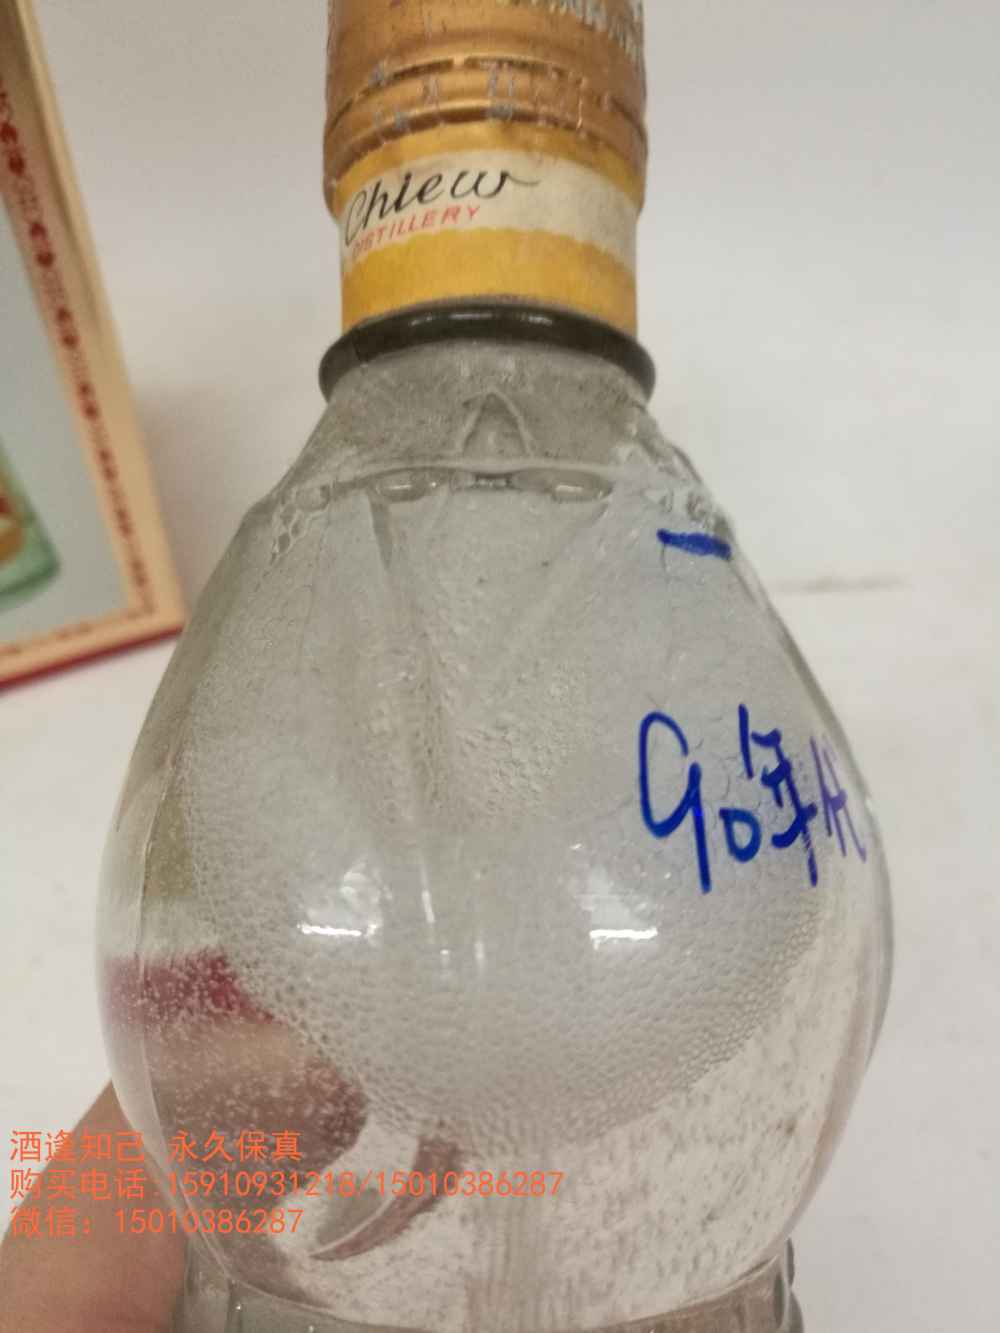 Chiew
DISTILLERY
90年代
酒逢知己 永久保真
购买电话:15910931218/15010386287
微信：15010386287